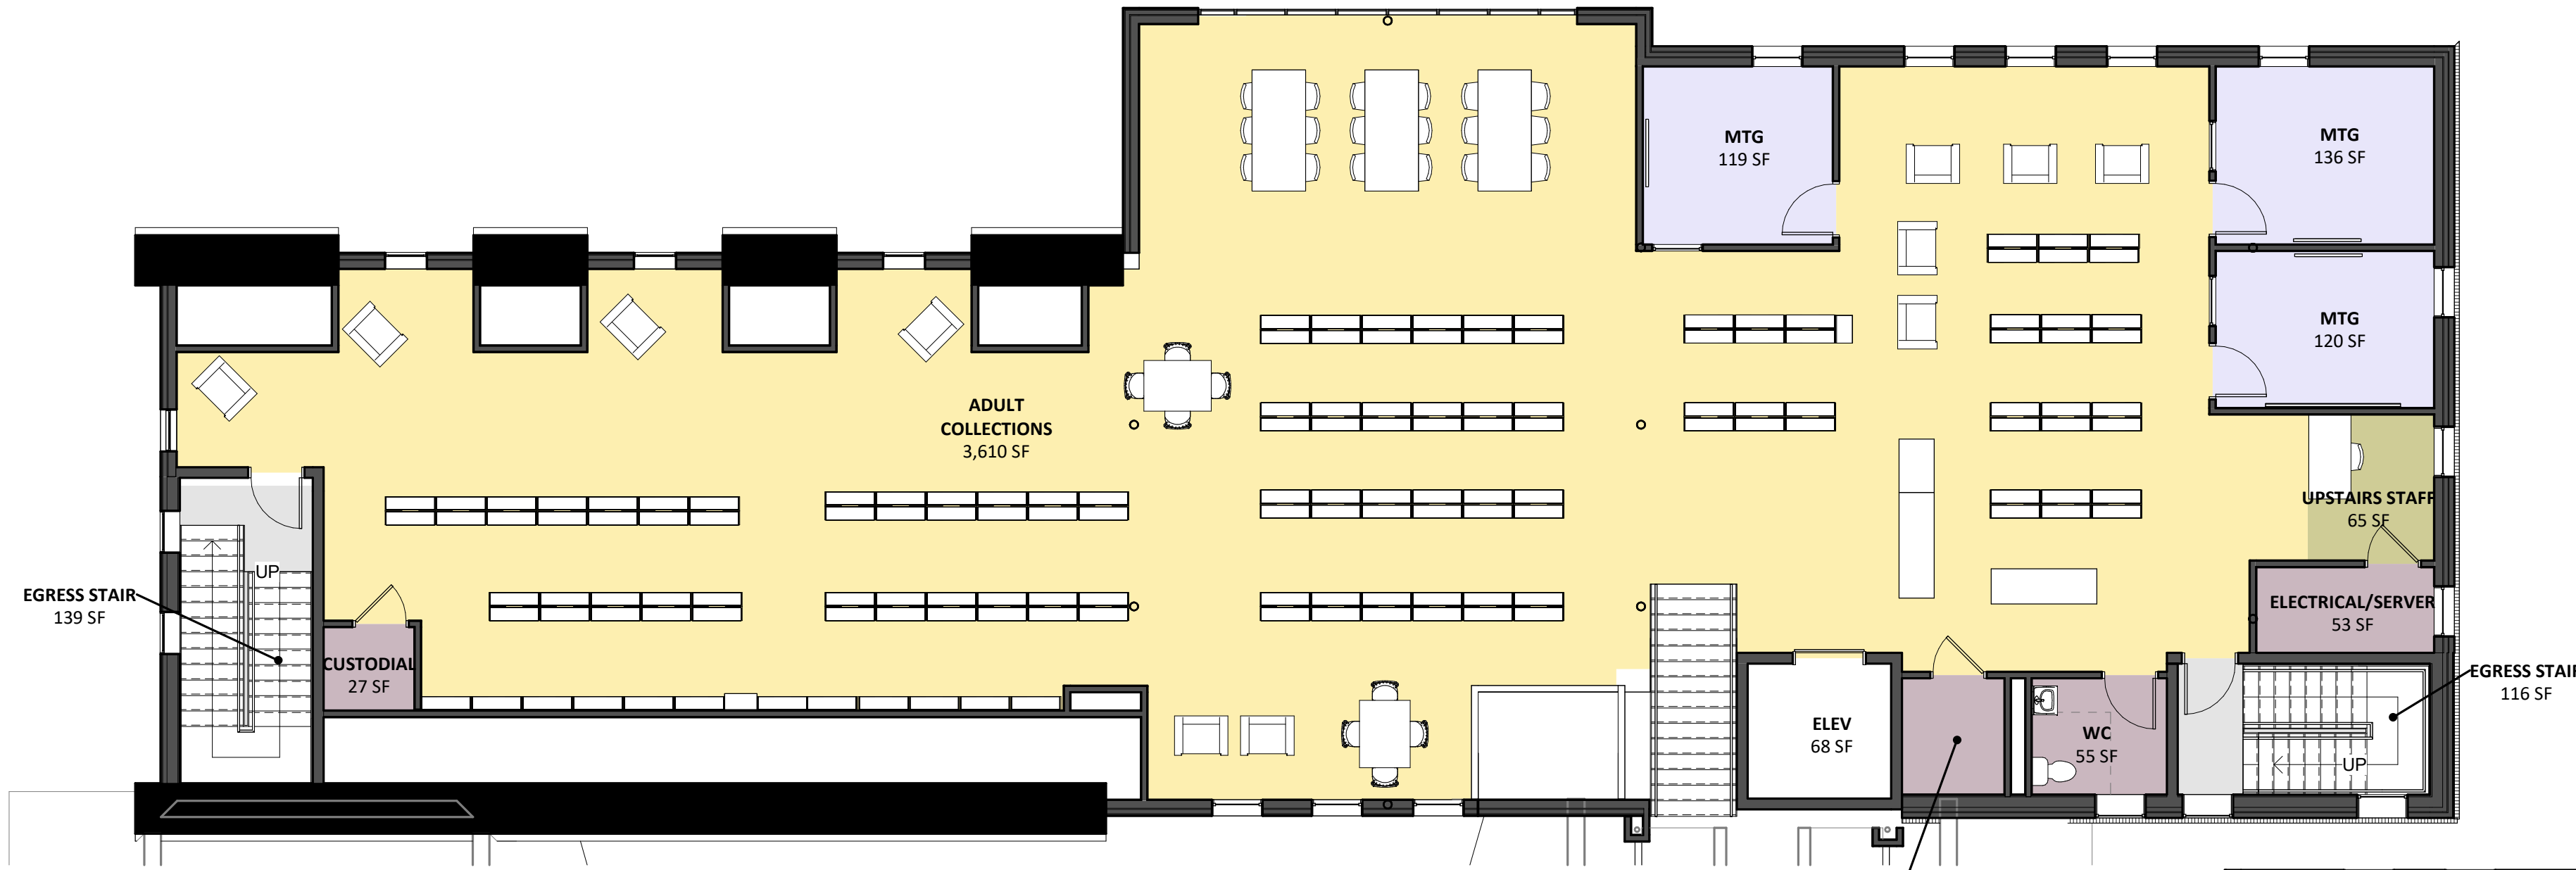 MTG
119 SF
MTG
136 SF
MTG
120 SF
ADULT
COLLECTIONS
3,610 SF
UPSTAIRS STAFF
65 SF
UP
EGRESS STAIR
139 SF
ELECTRICAL/SERVER
53 SF
CUSTODIAL
27 SF
EGRESS STAIR
116 SF
ELEV
68 SF
WC
55 SF
UP